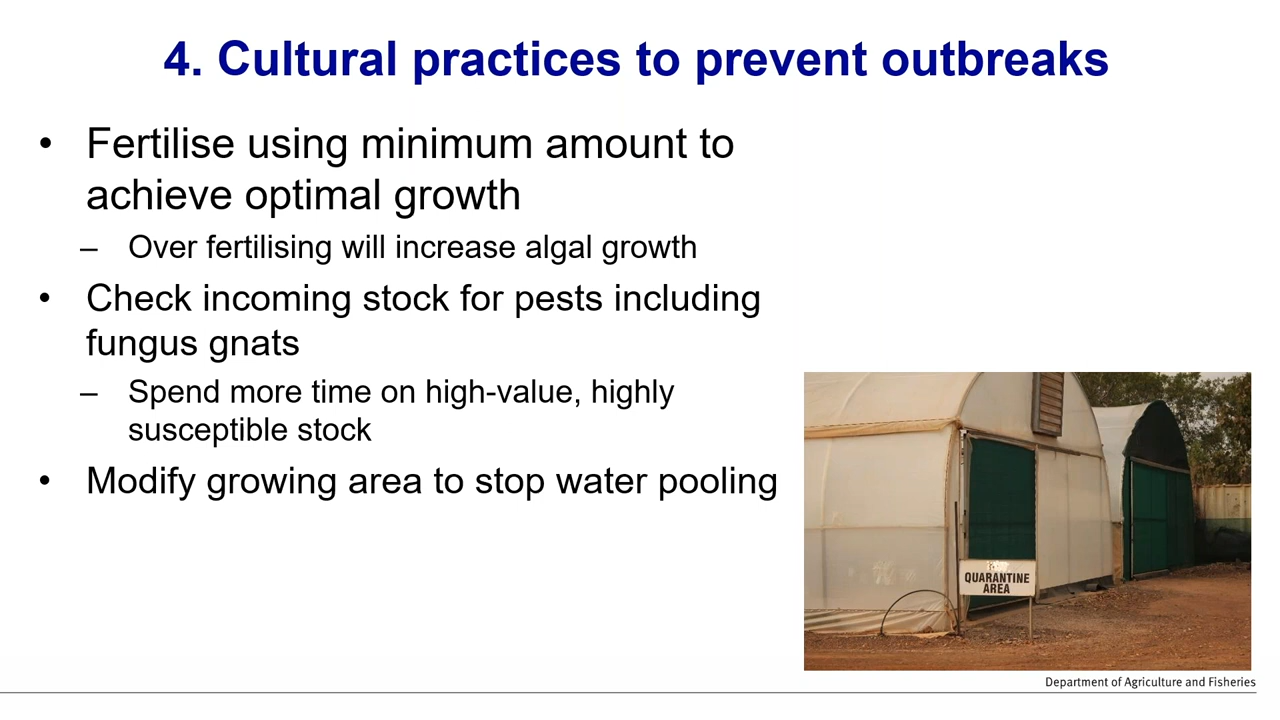 4. Cultural practices to prevent outbreaks
• Fertilise using minimum amount to
achieve optimal growth
– Over fertilising will increase algal growth
• Check incoming stock for pests including
fungus gnats
– Spend more time on high-value, highly
susceptible stock
• Modify growing area to stop water pooling
QUARANTINE
AREA
Department of Agriculture and Fisheries